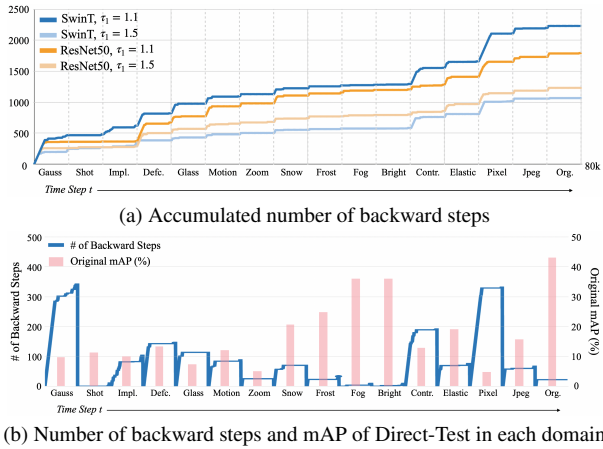 2500
2000
1500
1000
500
0
SwinT, τ₁ = 1.1
SwinT, τ₁ = 1.5
ResNet50, τ₁ = 1.1
ResNet50, τ₁ = 1.5
Gauss Shot Impl. Defc. Glass Motion Zoom Snow Frost Fog Bright Contr. Elastic Pixel Jpeg Org. 80k
Time Step t
(a) Accumulated number of backward steps
# of Backward Steps
500
400
300
200
100
0
# of Backward Steps
Original mAP (%)
50
40
30
20
10
0
Original mAP (%)
Gauss Shot Impl. Defc. Glass Motion Zoom Snow Frost Fog Bright Contr. Elastic Pixel Jpeg Org.
Time Step t
(b) Number of backward steps and mAP of Direct-Test in each domain